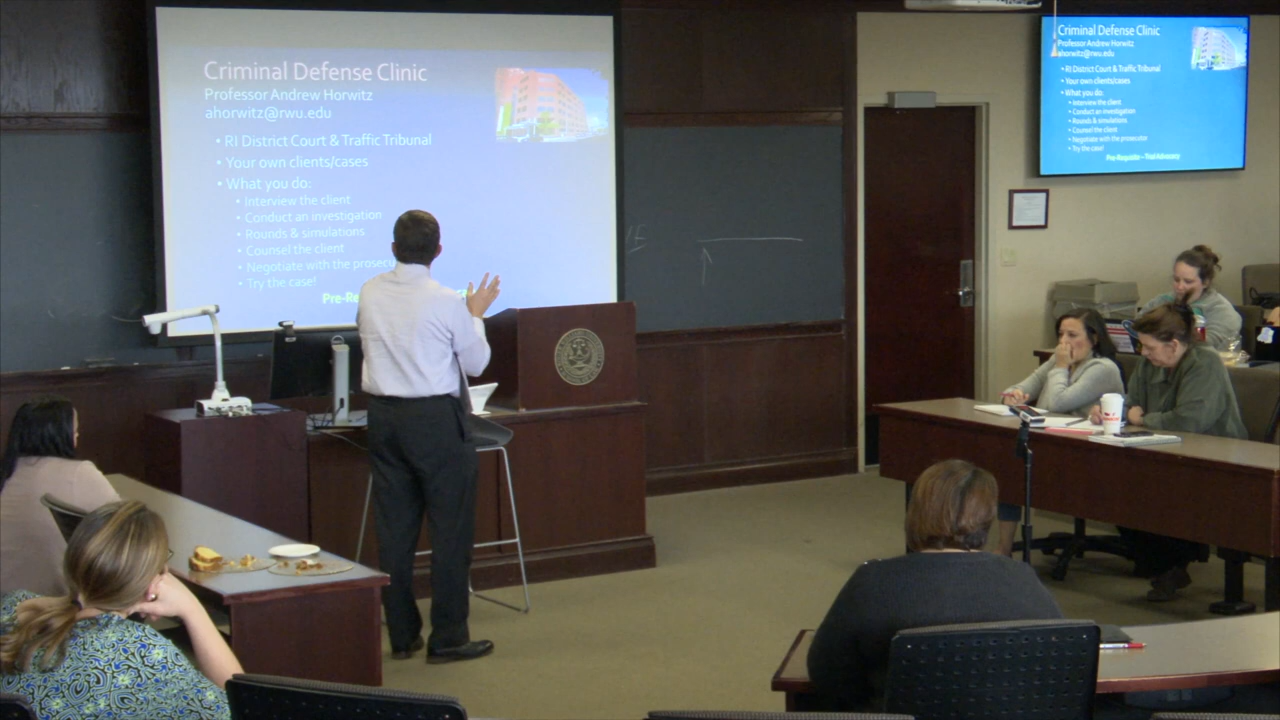 Criminal Defense Clinic
Professor Andrew Horwitz
ahorwitz@rwu.edu
• RI District Court & Traffic Tribunal
• Your own clients/cases
• What you do:
• Interview the client
• Conduct an investigation
• Rounds & simulations
• Counsel the client
• Negotiate with the prosecu
• Try the case!
Pre-Re
Criminal Defense Clinic
Professor Andrew Horwitz
ahorwitz@rwu.edu
• RI District Court & Traffic Tribunal
• Your own clients/cases
• What you do:
• Interview the client
• Conduct an investigation
• Rounds & simulations
• Counsel the client
• Negotiate with the prosecutor
• Try the case!
Pre-Requisite – Trial Advocacy